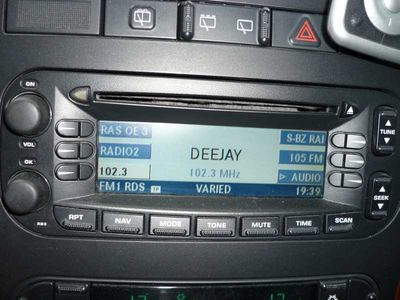 ON
RAS OE 3
S-BZ RAI
TUNE
VOL
RADIO2
DEEJAY
105 FM
OK
102.3
102.3 MHz
AUDIO
FM1 RDS TP VARIED 19:39
SEEK
RPT NAV MODE TONE MUTE TIME SCAN